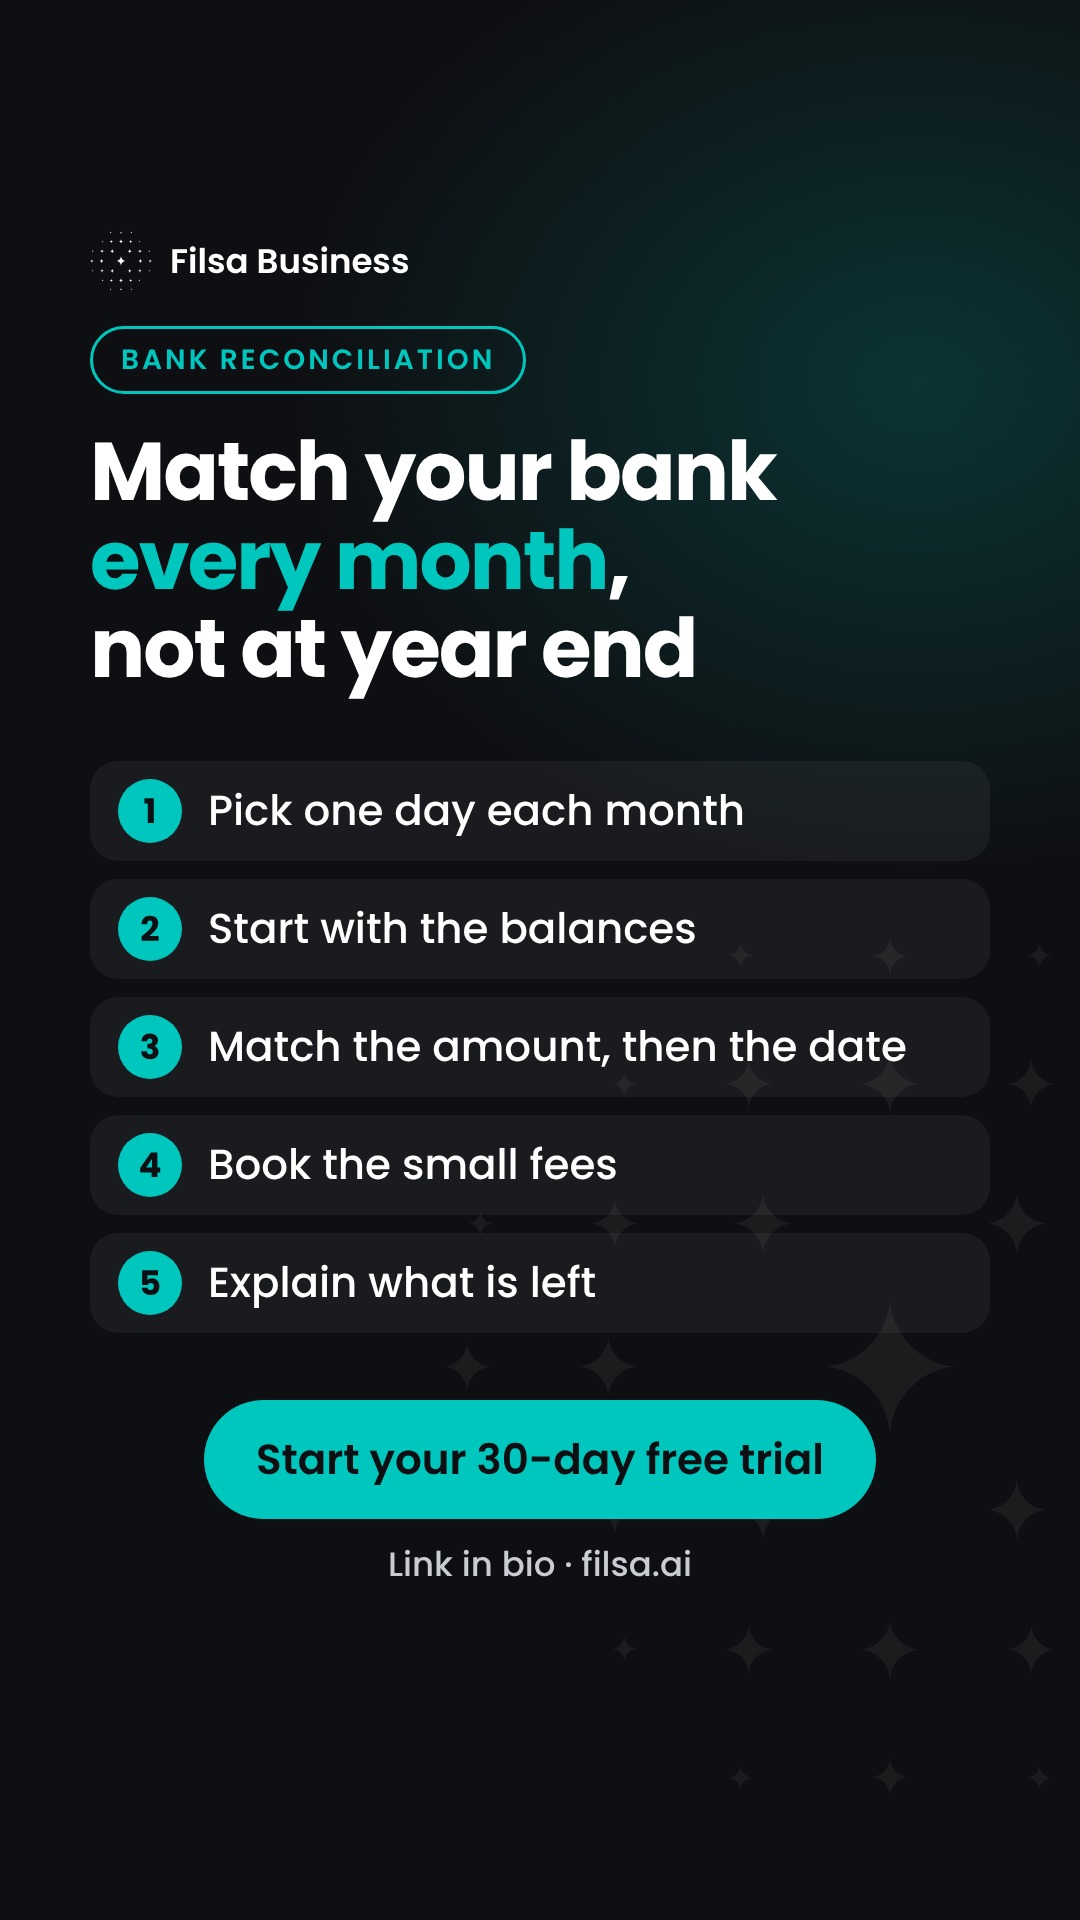 Filsa Business
BANK RECONCILIATION
Match your bank
every month,
not at year end
1 Pick one day each month
2 Start with the balances
3 Match the amount, then the date
4 Book the small fees
5 Explain what is left
Start your 30-day free trial
Link in bio · filsa.ai